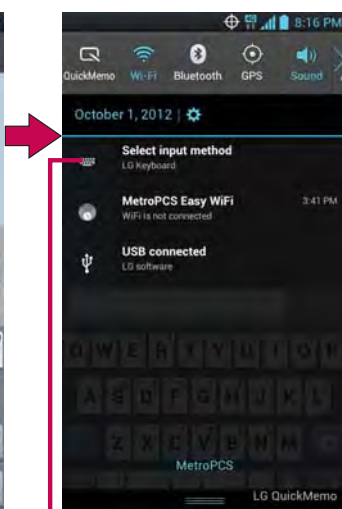 8:16 PM
QuickMemo Wi-Fi Bluetooth GPS Sound
October 1, 2012 |
Select input method
LG Keyboard
MetroPCS Easy WiFi 3:41 PM
WiFi is not connected
USB connected
LG software
Q W E R T Y U I O P
A S D F G H J K L
Z X C V B N M
MetroPCS
LG QuickMemo